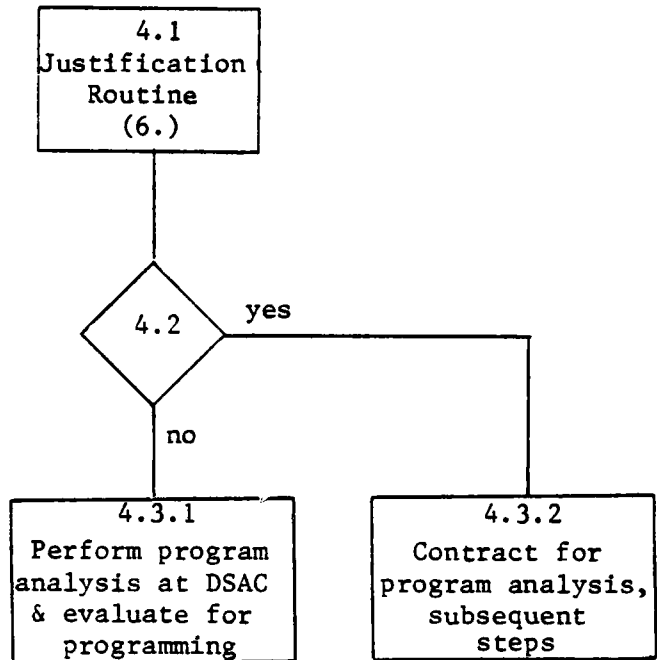 4.1
Justification
Routine
(6.)
4.2
yes
no
4.3.1
Perform program
analysis at DSAC
& evaluate for
programming
4.3.2
Contract for
program analysis,
subsequent
steps